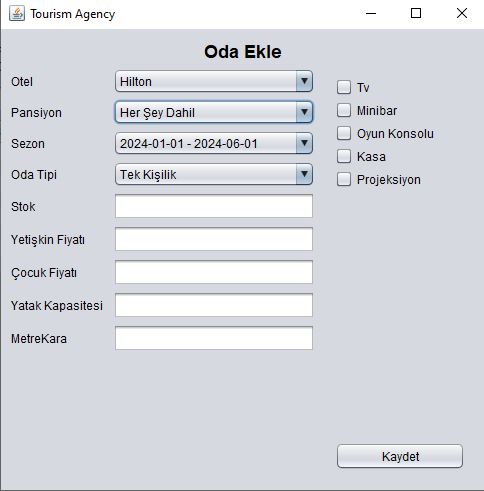 Tourism Agency
Oda Ekle
Otel
Hilton
Pansiyon
Her Şey Dahil
Sezon
2024-01-01 - 2024-06-01
Oda Tipi
Tek Kişilik
Stok
Yetişkin Fiyatı
Çocuk Fiyatı
Yatak Kapasitesi
MetreKara
Tv
Minibar
Oyun Konsolu
Kasa
Projeksiyon
Kaydet